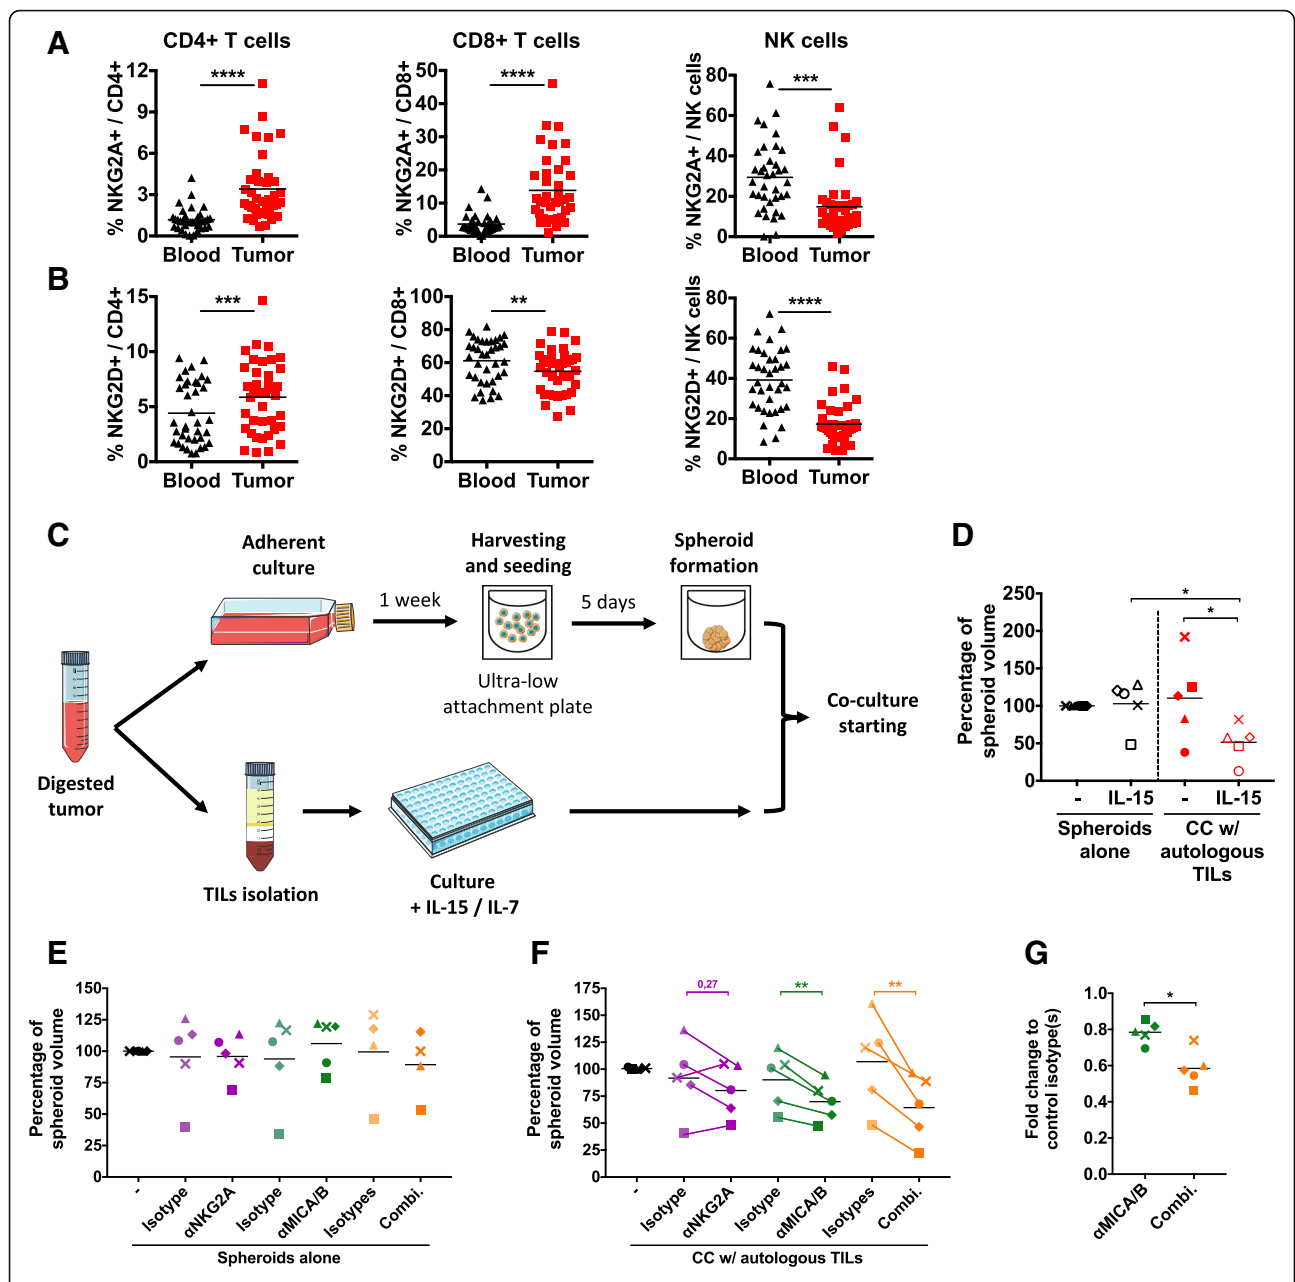 A
CD4+ T cells
% NKG2A+ / CD4+
12
9
6
3
0
****
Blood Tumor
CD8+ T cells
% NKG2A+ / CD8+
50
40
30
20
10
0
****
Blood Tumor
NK cells
% NKG2A+ / NK cells
80
60
40
20
0
***
Blood Tumor
B
% NKG2D+ / CD4+
15
10
5
0
***
Blood Tumor
% NKG2D+ / CD8+
100
80
60
40
20
0
**
Blood Tumor
% NKG2D+ / NK cells
80
60
40
20
0
****
Blood Tumor
C
Digested
tumor
Adherent
culture
1 week
Harvesting
and seeding
Ultra-low
attachment plate
5 days
Spheroid
formation
TILs isolation
Culture
+ IL-15 / IL-7
Co-culture
starting
D
Percentage of
spheroid volume
250
200
150
100
50
0
*
*
- IL-15 - IL-15
Spheroids
alone
CC w/
autologous
TILs
E
Percentage of
spheroid volume
150
125
100
75
50
25
0
-
Isotype
αNKG2A
Isotype
αMICA/B
Isotypes
Combi.
Spheroids alone
F
Percentage of
spheroid volume
175
150
125
100
75
50
25
0
0,27
**
**
-
Isotype
αNKG2A
Isotype
αMICA/B
Isotypes
Combi.
CC w/ autologous TILs
G
Fold change to
control isotype(s)
1.0
0.8
0.6
0.4
0.2
0.0
*
αMICA/B
Combi.